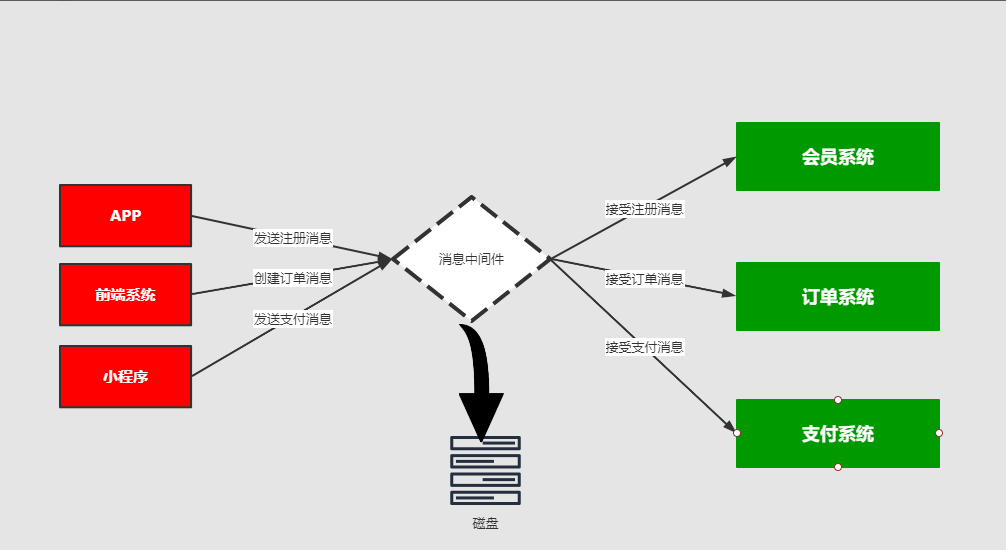 会员系统
APP
接受注册消息
发送注册消息
消息中间件
创建订单消息
接受订单消息
前端系统
订单系统
发送支付消息
接受支付消息
小程序
支付系统
磁盘